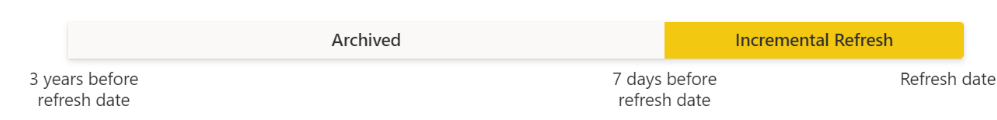 Archived
Incremental Refresh
3 years before
refresh date
7 days before
refresh date
Refresh date